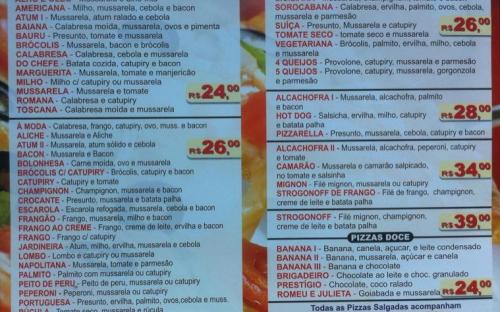 AMERICANA - Milho, mussarela, cebola e bacon
ATUM I - Mussarela, atum ralado e cebola
BAIANA - Calabresa moida, mussarela, ovos e pimenta
BAURU - Presunto, tomate e mussarela
BRÓCOLIS - Mussarela, bacon e brócolis
CALABRESA - Calabresa, mussarela e cebola
DO CHEFE - Batata cozida, catupiry e bacon
MARGUERITA - Mussarela, tomate e manjericão
MILHO - Milho c/ catupiry ou mussarela
MUSSARELA - Mussarela e tomate
ROMANA - Calabresa e catupiry
TOSCANA - Calabresa moida e mussarela
R$24,00
À MODA - Calabresa, frango, catupiry, ovo, muss. e bacon
ALICHE - Mussarela e Aliche
ATUM II - Mussarela, atum sólido e cebola
BACON - Mussarela e Bacon
BOLONHESA - Carne moida, ovo e mussarela
R$26,00
BRÓCOLIS C/ CATUPIRY - Brócolis, catupiry e bacon
CATUPIRY - Catupiry e tomate
CHAMPIGNON - Champignon, mussarela e bacon
CROCANTE - Presunto, mussarela e batata palha
ESCAROLA - Escarola refogada, mussarela, cebola e bacon
FRANGÃO - Frango, mussarela, milho e bacon
FRANGO AO CREME - Frango, creme de leite, ervilha e bacon
FRANGO - Frango c/ catupiry
JARDINEIRA - Atum, milho, ervilha, mussarela e cebola
LOMBO - Lombo e catupiry ou mussarela
NAPOLITANA - Mussarela, tomate e parmesão
PALMITO - Palmito com mussarela ou catupiry
PEITO DE PERU - Peito de peru, mussarela ou catupiry
PEPERONI - Peperoni, mussarela ou catupiry
PORTUGUESA - Presunto, ervilha, palmito, ovos,cebola e muss.
RÚCULA - Tomate seco, mussarela e rúcula
SOROCABANA - Calabresa, ervilha, palmito, ovos, cebola,
mussarela e parmesão
SUIÇA - Presunto, Mussarela e catupiry
TOMATE SECO - Tomate seco e mussarela
VEGETARIANA - Brócolis, palmito, ervilha, milho, cebola
e mussarela
4 QUEIJOS - Provolone, catupiry, mussarela e parmesão
5 QUEIJOS - Provolone, catupiry, mussarela, gorgonzola
e parmesão
R$26,00
ALCACHOFRA I - Mussarela, alcachofra, palmito
e bacon
HOT DOG - Salsicha, ervilha, milho, catupiry
e batata palha
PIZZARELLA - Presunto, mussarela, cebola, catupiry e bacon
R$28,00
ALCACHOFRA II - Mussarela, alcachofra, peperoni, catupiry
e tomate
CAMARÃO - Mussarela e camarão salpicado,
no tomate e salsinha
MIGNON - Filé mignon, mussarela ou catupiry
STROGONOFF DE FRANGO - Filé de frango, champignon,
creme de leite e batata palha
R$34,00
STROGONOFF - Filé mignon, champignon,
creme de leite e batata palha
R$39,00
PIZZAS DOCE
BANANA I - Banana, canela, açucar, e leite condensado
BANANA II - Banana, mussarela, açúcar e canela
BANANA III - Banana e chocolate
BRIGADEIRO - Chocolate ao leite e choc. granulado
PRESTÍGIO - Chocolate, coco ralado
ROMEU E JULIETA - Goiabada e mussarela
R$24,00
Todas as Pizzas Salgadas acompanham